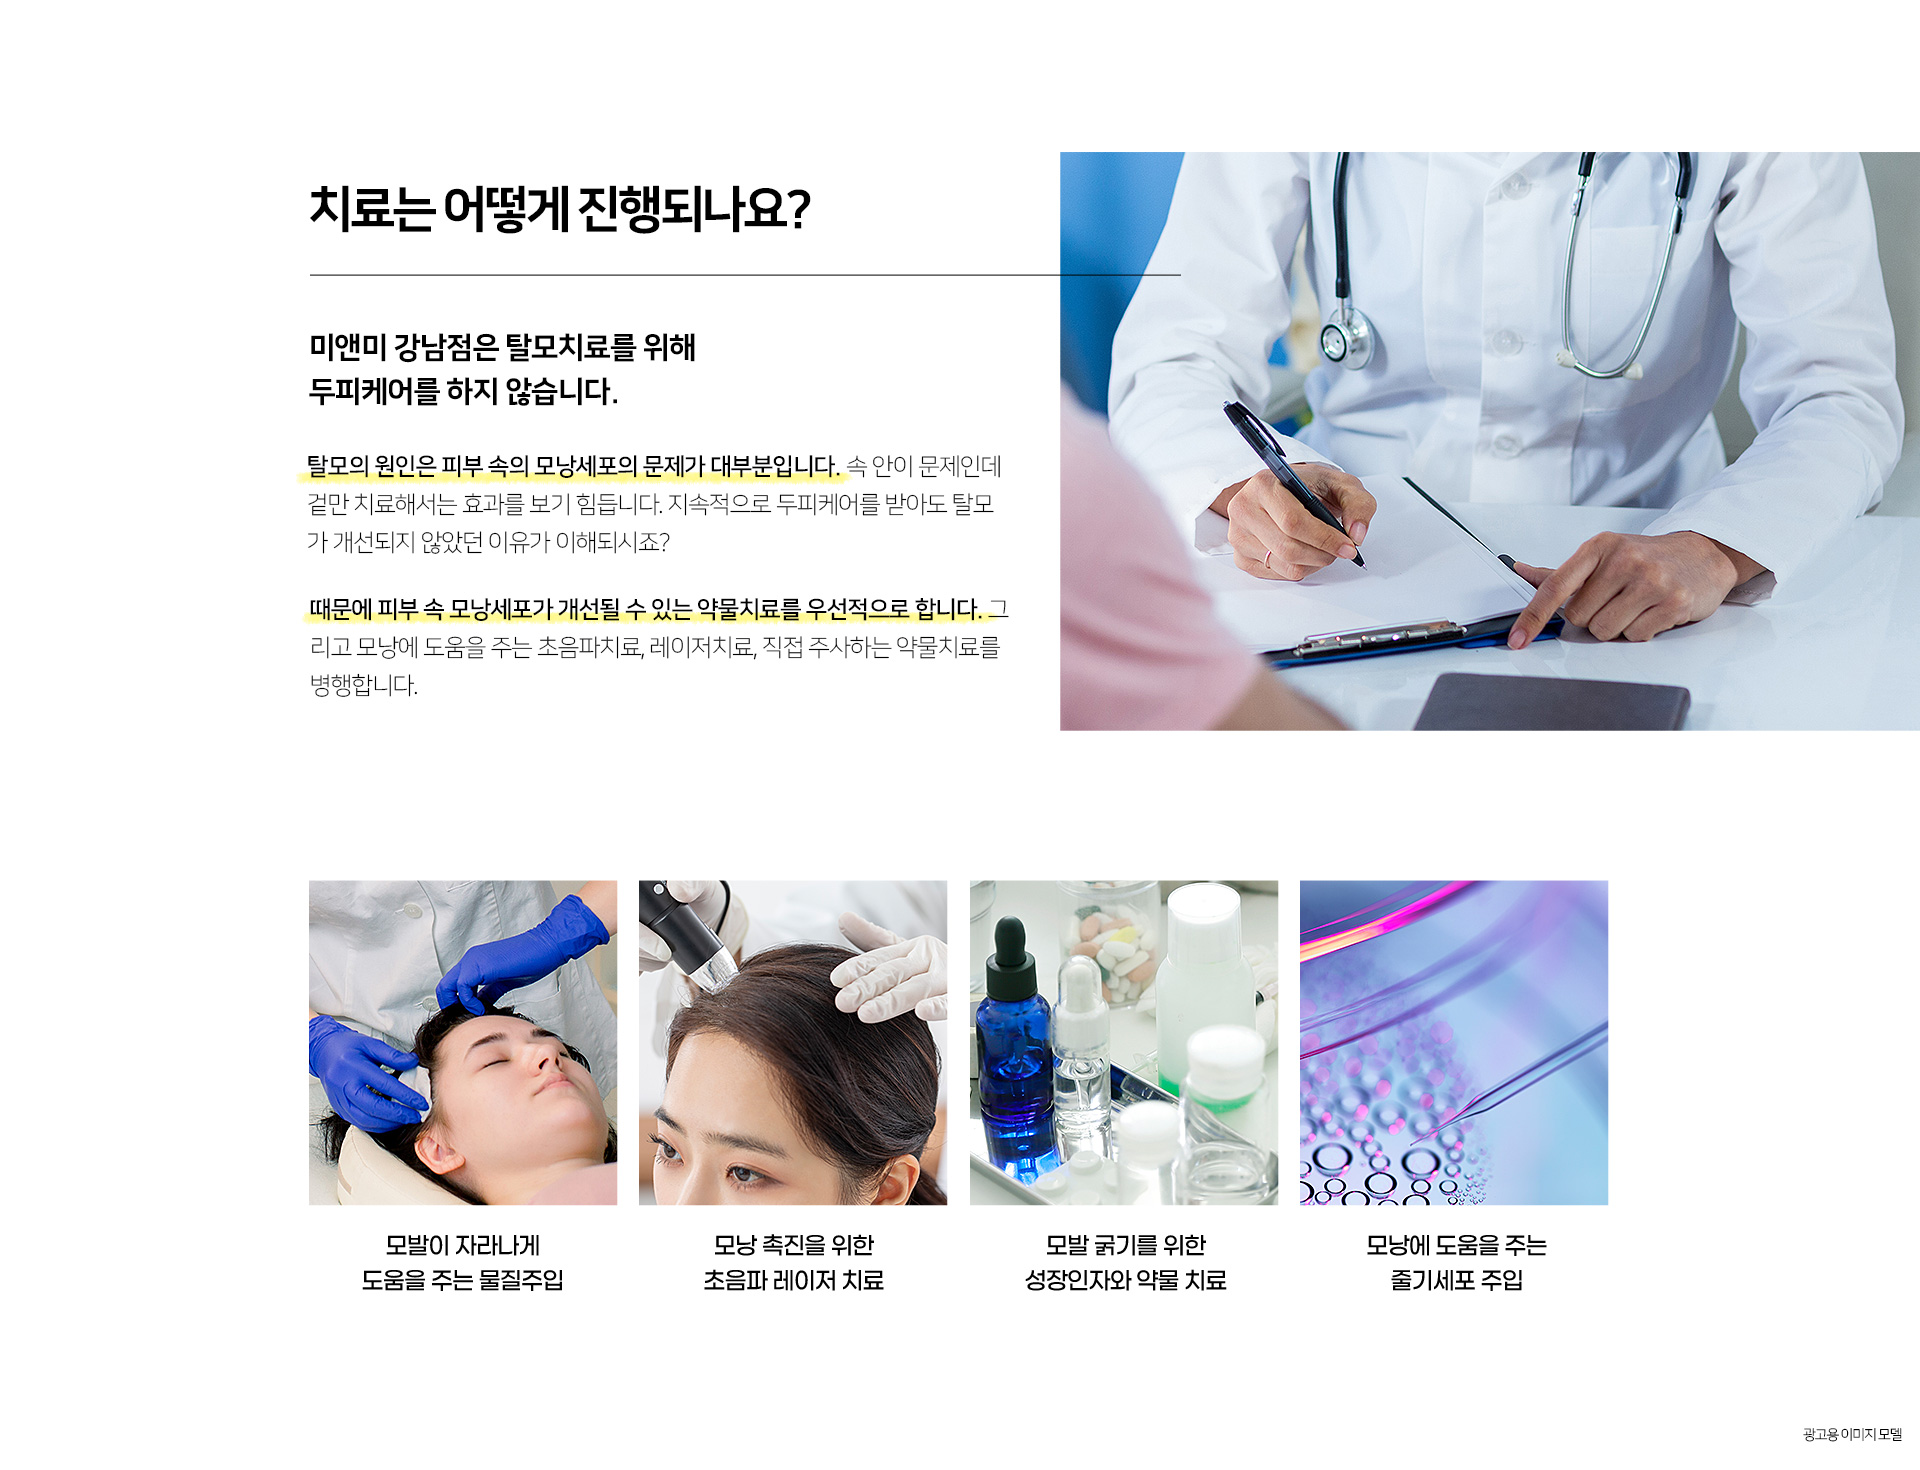 치료는 어떻게 진행되나요?
미앤미 강남점은 탈모치료를 위해
두피케어를 하지 않습니다.
탈모의 원인은 피부 속의 모낭세포의 문제가 대부분입니다. 속 안이 문제인데
겉만 치료해서는 효과를 보기 힘듭니다. 지속적으로 두피케어를 받아도 탈모
가 개선되지 않았던 이유가 이해되시죠?
때문에 피부 속 모낭세포가 개선될 수 있는 약물치료를 우선적으로 합니다. 그
리고 모낭에 도움을 주는 초음파치료, 레이저치료, 직접 주사하는 약물치료를
병행합니다.
모발이 자라나게
도움을 주는 물질주입
모낭 촉진을 위한
초음파 레이저 치료
모발 굵기를 위한
성장인자와 약물 치료
모낭에 도움을 주는
줄기세포 주입
광고용 이미지 모델